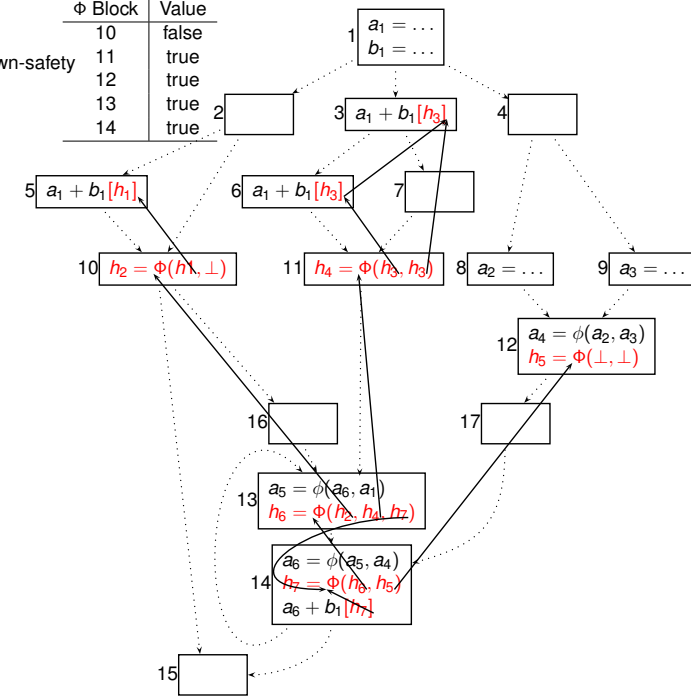 Φ Block Value
10 false
wn-safety 11 true
12 true
13 true
14 true
1 a₁ = …
b₁ = …
2
3 a₁ + b₁[h₃]
4
5 a₁ + b₁[h₁]
6 a₁ + b₁[h₃]
7
10 h₂ = Φ(h1, ⊥)
11 h₄ = Φ(h₃, h₃)
8 a₂ = …
9 a₃ = …
12 a₄ = ϕ(a₂, a₃)
h₅ = Φ(⊥, ⊥)
16
17
13 a₅ = ϕ(a₆, a₁)
h₆ = Φ(h₂, h₄, h₇)
14 a₆ = ϕ(a₅, a₄)
h₇ = Φ(h₆, h₅)
a₆ + b₁[h₇]
15